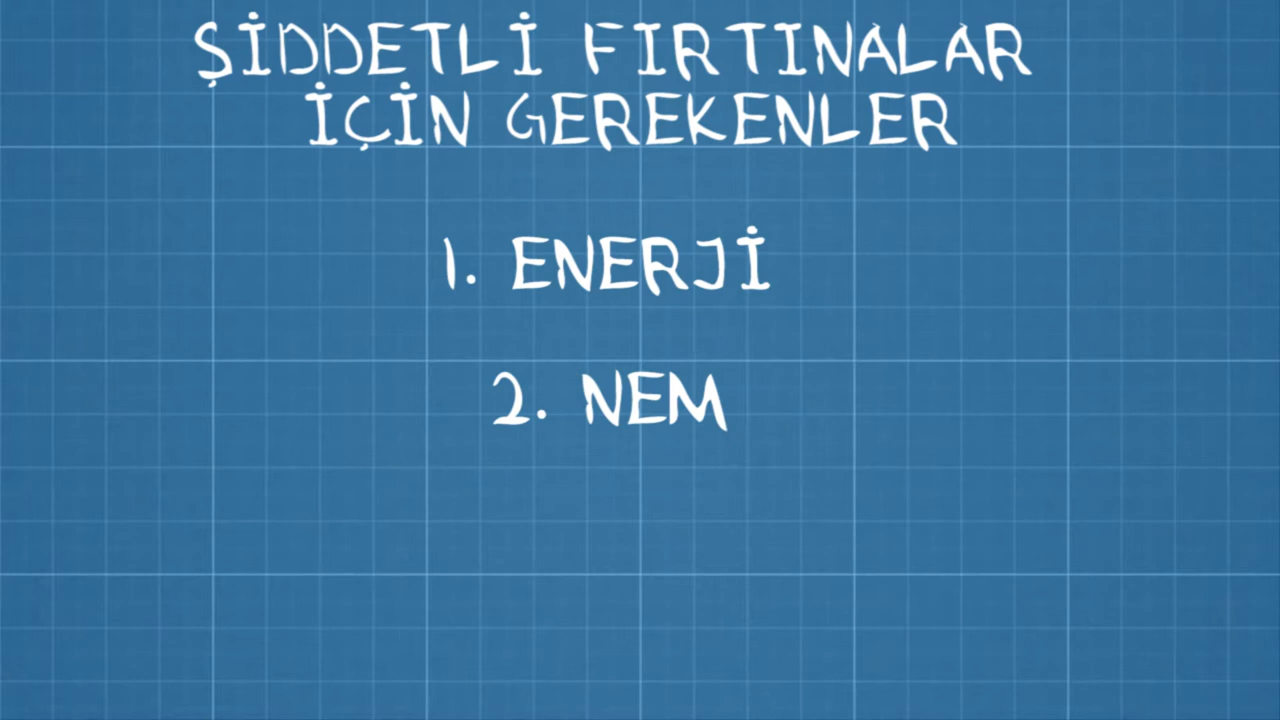 ŞİDDETLİ FIRTINALAR
İÇİN GEREKENLER
1. ENERJİ
2. NEM